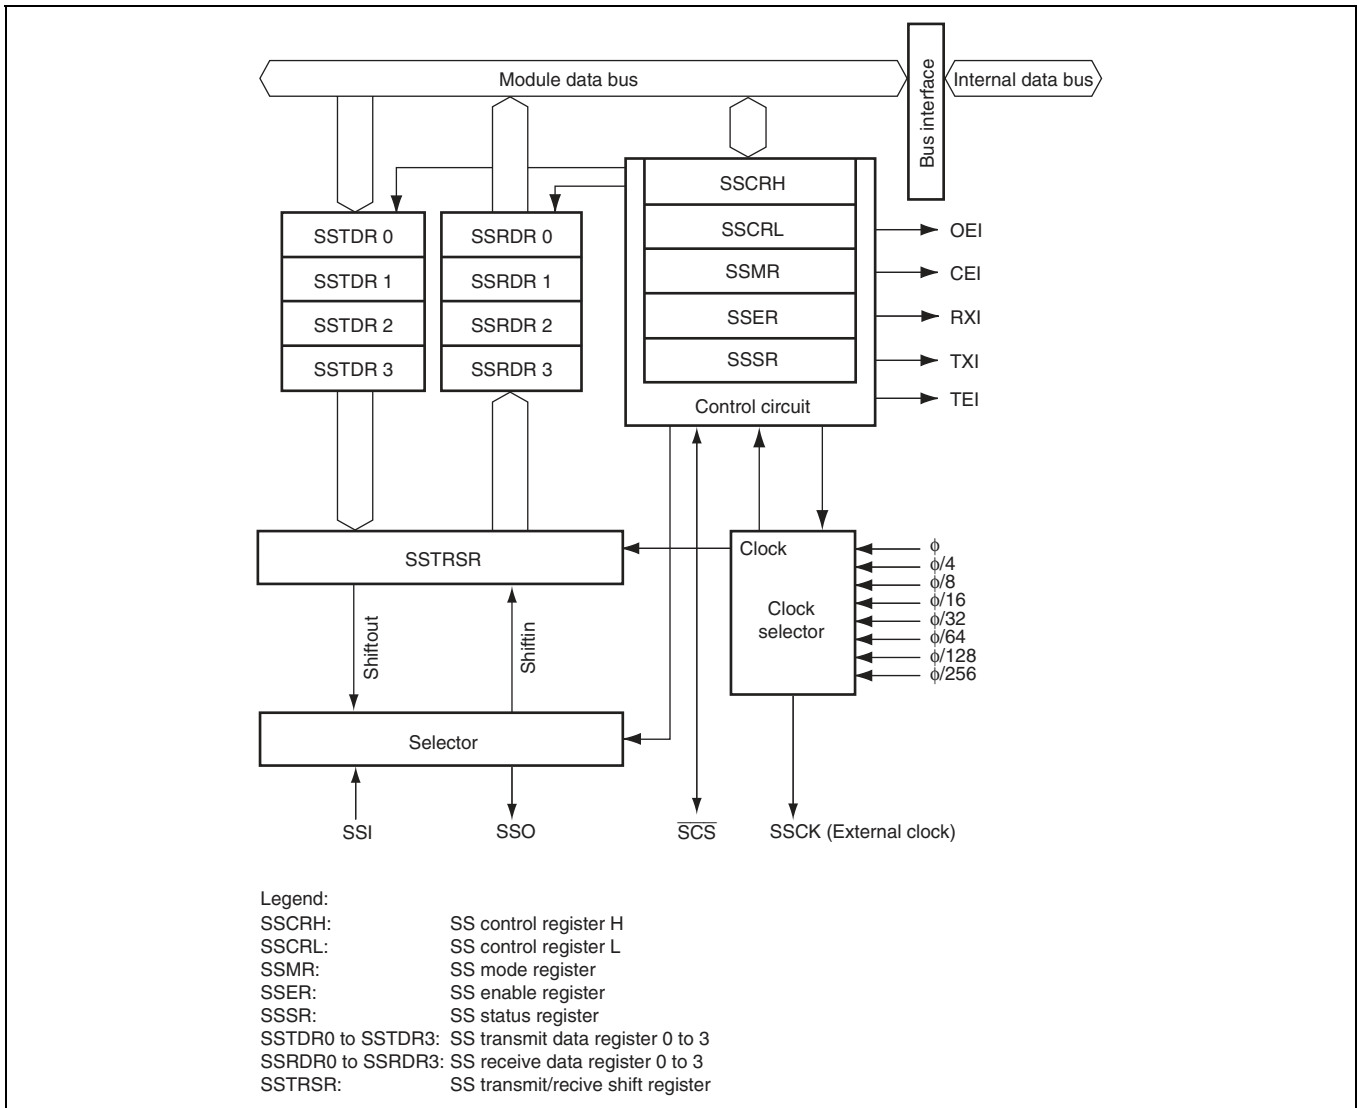 Module data bus
Bus interface
Internal data bus
SSTDR 0
SSTDR 1
SSTDR 2
SSTDR 3
SSRDR 0
SSRDR 1
SSRDR 2
SSRDR 3
SSCRH
SSCRL
SSMR
SSER
SSSR
Control circuit
OEI
CEI
RXI
TXI
TEI
SSTRSR
Clock
Clock
selector
ϕ
ϕ/4
ϕ/8
ϕ/16
ϕ/32
ϕ/64
ϕ/128
ϕ/256
Shiftout
Shiftin
Selector
SSI
SSO
S̅C̅S̅
SSCK (External clock)
Legend:
SSCRH: SS control register H
SSCRL: SS control register L
SSMR: SS mode register
SSER: SS enable register
SSSR: SS status register
SSTDR0 to SSTDR3: SS transmit data register 0 to 3
SSRDR0 to SSRDR3: SS receive data register 0 to 3
SSTRSR: SS transmit/recive shift register